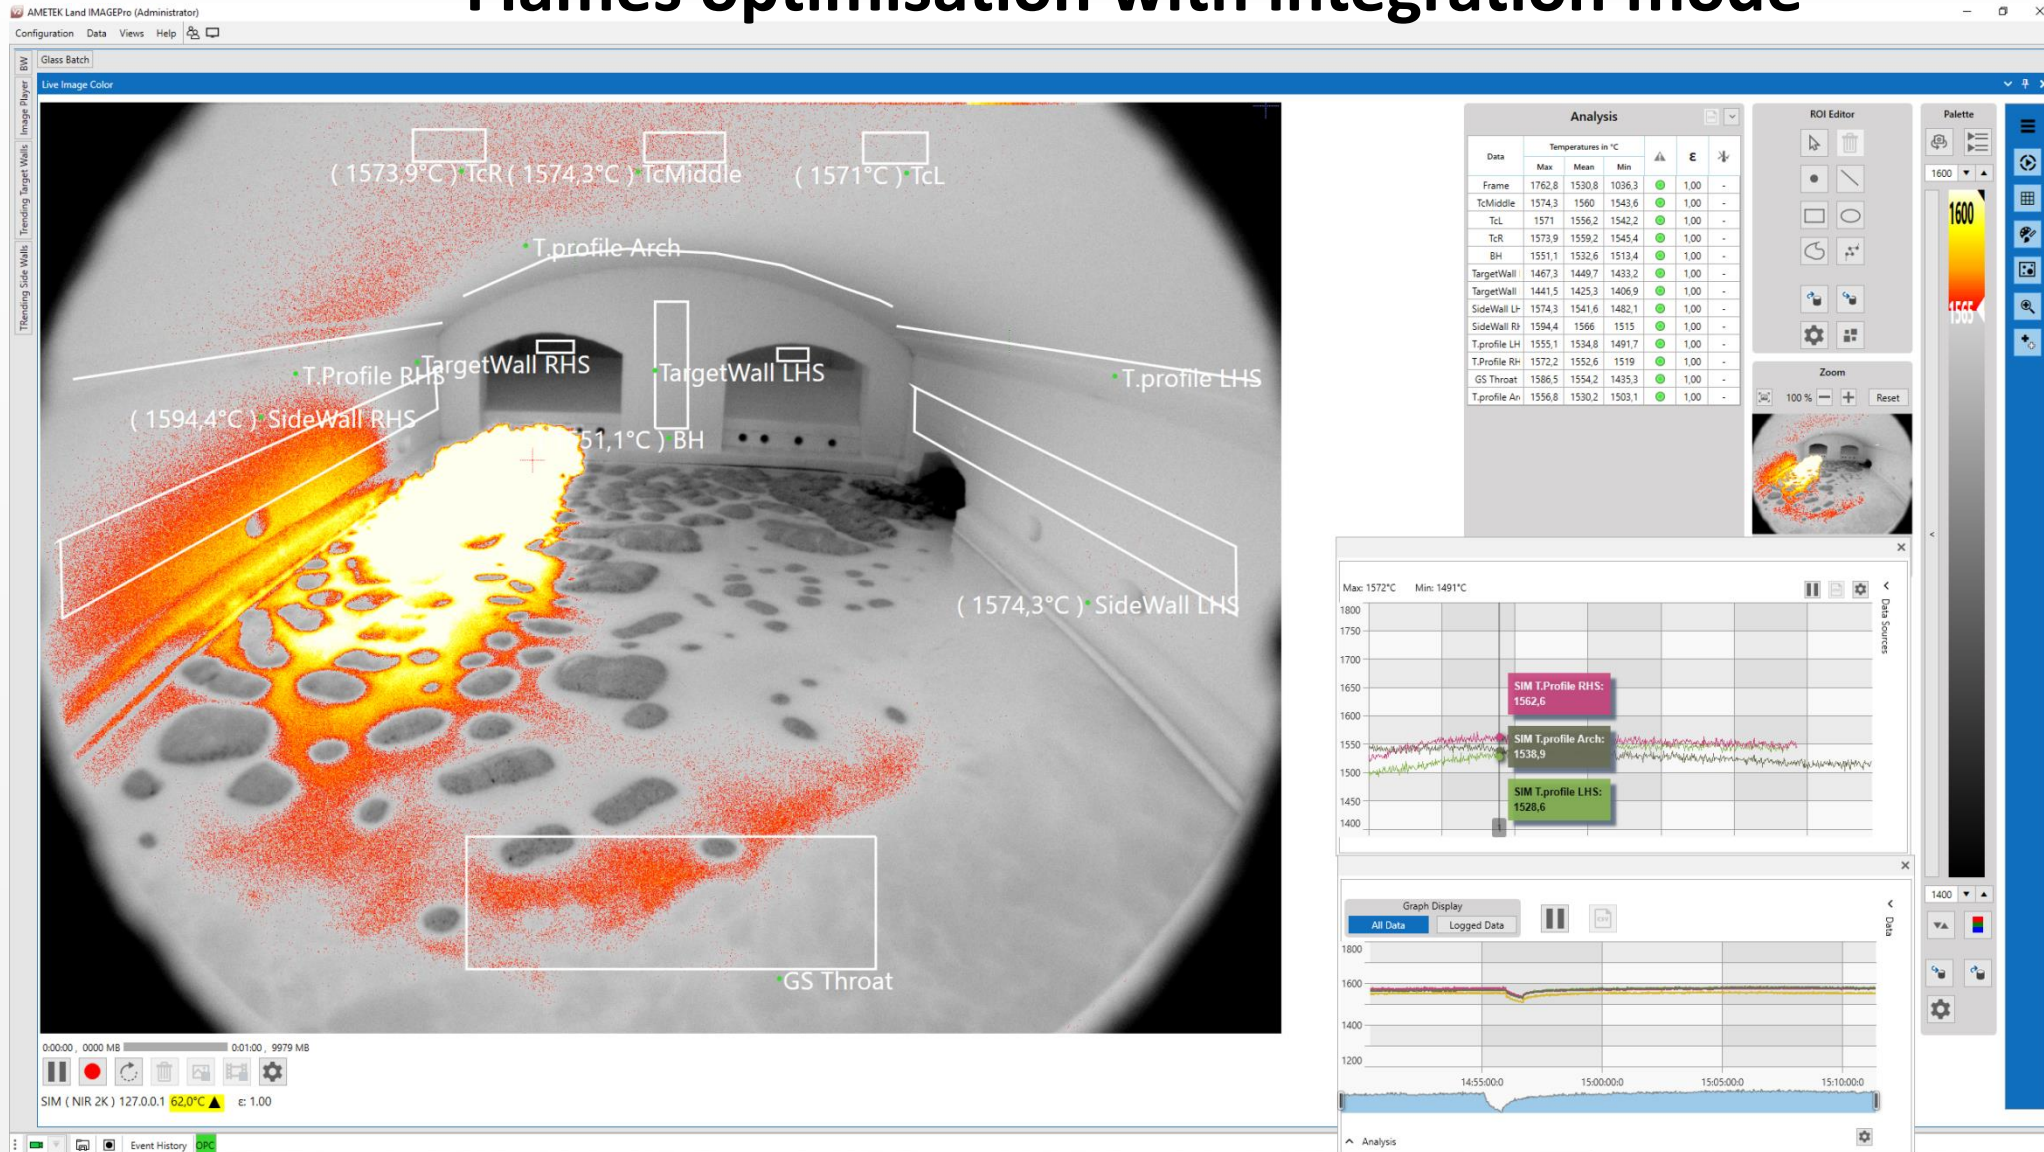 Flames optimisation with integration mode
AMETEK Land IMAGEPro (Administrator)
Configuration Data Views Help
BW
Image Player
Trending Target Walls
TRending Side Walls
Glass Batch
Live Image Color
( 1573,9°C ) TcR
( 1574,3°C ) TcMiddle
( 1571°C ) TcL
T.profile Arch
TargetWall RHS
TargetWall LHS
T.Profile RHS
T.profile LHS
( 1594,4°C ) SideWall RHS
51,1°C ) BH
( 1574,3°C ) SideWall LHS
GS Throat
0:00:00 , 0000 MB
0:01:00 , 9979 MB
SIM ( NIR 2K ) 127.0.0.1 62,0°C ▲ ε: 1.00
Event History OPC
Analysis
Data Temperatures in °C ε
Max Mean Min
Frame 1762,8 1530,8 1036,3 1,00 -
TcMiddle 1574,3 1560 1543,6 1,00 -
TcL 1571 1556,2 1542,2 1,00 -
TcR 1573,9 1559,2 1545,4 1,00 -
BH 1551,1 1532,6 1513,4 1,00 -
TargetWall 1467,3 1449,7 1433,2 1,00 -
TargetWall 1441,5 1425,3 1406,9 1,00 -
SideWall LH 1574,3 1541,6 1482,1 1,00 -
SideWall RH 1594,4 1566 1515 1,00 -
T.profile LH 1555,1 1534,8 1491,7 1,00 -
T.Profile RH 1572,2 1552,6 1519 1,00 -
GS Throat 1586,5 1554,2 1435,3 1,00 -
T.profile Ar 1556,8 1530,2 1503,1 1,00 -
ROI Editor
Zoom
100 % Reset
Palette
1600
1600
1565
1400
Max: 1572°C Min: 1491°C
Data Sources
1800
1750
1700
1650
1600
1550
1500
1450
1400
SIM T.Profile RHS:
1562,6
SIM T.profile Arch:
1538,9
SIM T.profile LHS:
1528,6
Graph Display
All Data Logged Data
Data
1800
1600
1400
1200
14:55:00:0 15:00:00:0 15:05:00:0 15:10:00:0
Analysis